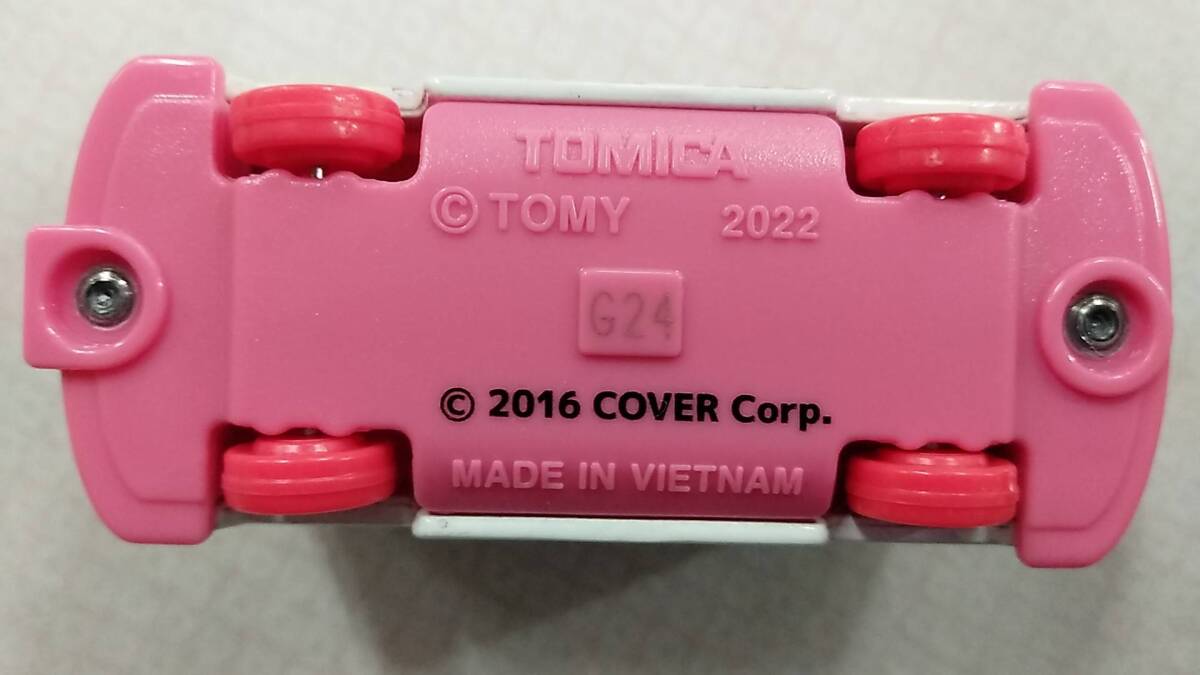 TOMICA
© TOMY 2022
G24
© 2016 COVER Corp.
MADE IN VIETNAM